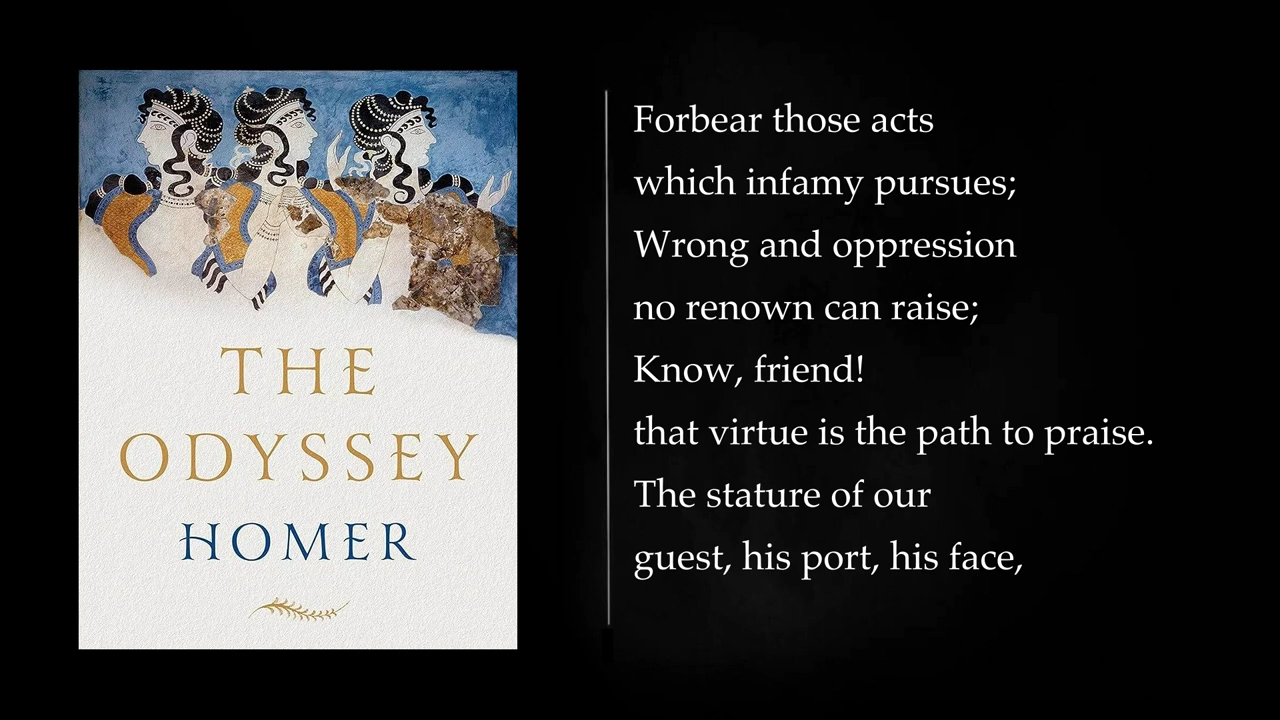 THE
ODYSSEY
HOMER
Forbear those acts
which infamy pursues;
Wrong and oppression
no renown can raise;
Know, friend!
that virtue is the path to praise.
The stature of our
guest, his port, his face,